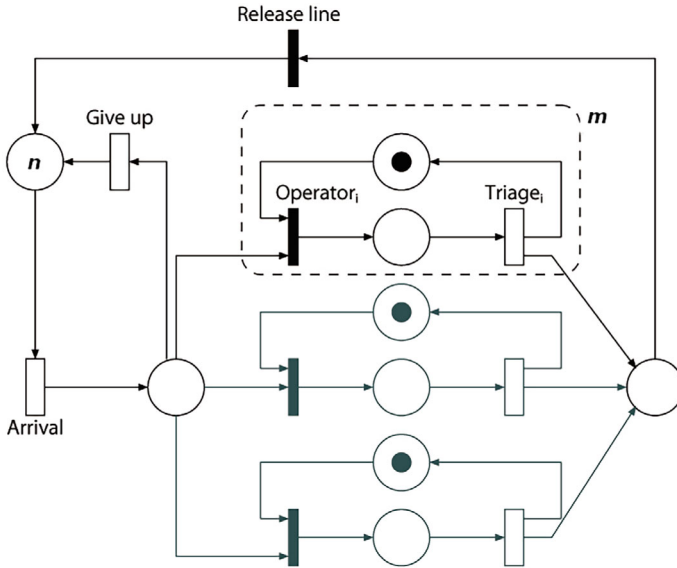 Release line
Give up
m
n
Operatori
Triagei
Arrival